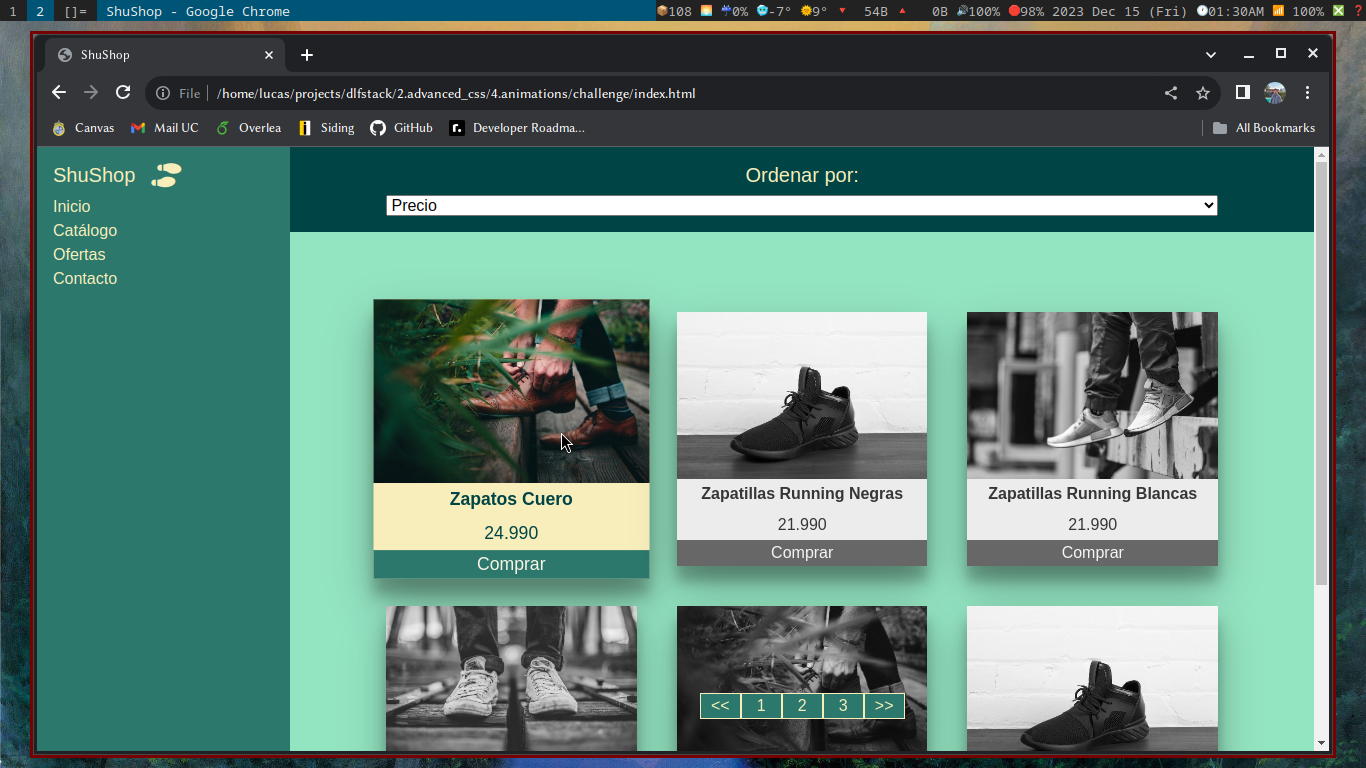 1 2 []= ShuShop - Google Chrome 108 0% -7° 9° 54B 0B 100% 98% 2023 Dec 15 (Fri) 01:30AM 100%
ShuShop
File /home/lucas/projects/dlfstack/2.advanced_css/4.animations/challenge/index.html
Canvas Mail UC Overlea Siding GitHub Developer Roadma... All Bookmarks
ShuShop
Inicio
Catálogo
Ofertas
Contacto
Ordenar por:
Precio
Zapatos Cuero
24.990
Comprar
Zapatillas Running Negras
21.990
Comprar
Zapatillas Running Blancas
21.990
Comprar
<< 1 2 3 >>